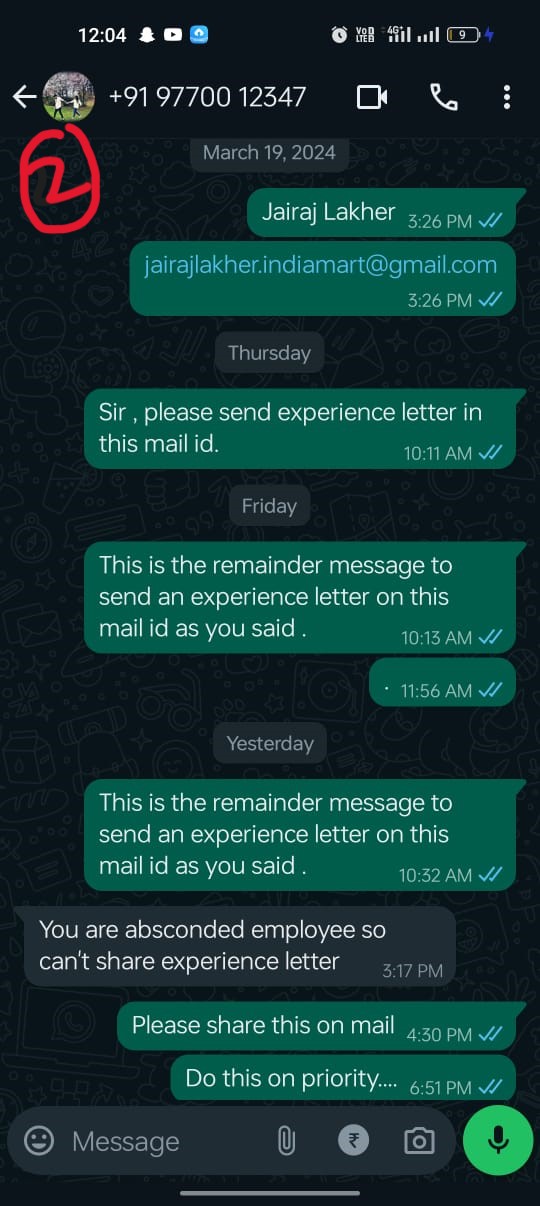 12:04 VoD LTE 4G+ 9
+91 97700 12347
2
March 19, 2024
Jairaj Lakher 3:26 PM
jairajlakher.indiamart@gmail.com
3:26 PM
Thursday
Sir , please send experience letter in
this mail id. 10:11 AM
Friday
This is the remainder message to
send an experience letter on this
mail id as you said . 10:13 AM
. 11:56 AM
Yesterday
This is the remainder message to
send an experience letter on this
mail id as you said . 10:32 AM
You are absconded employee so
can't share experience letter 3:17 PM
Please share this on mail 4:30 PM
Do this on priority.... 6:51 PM
Message ₹